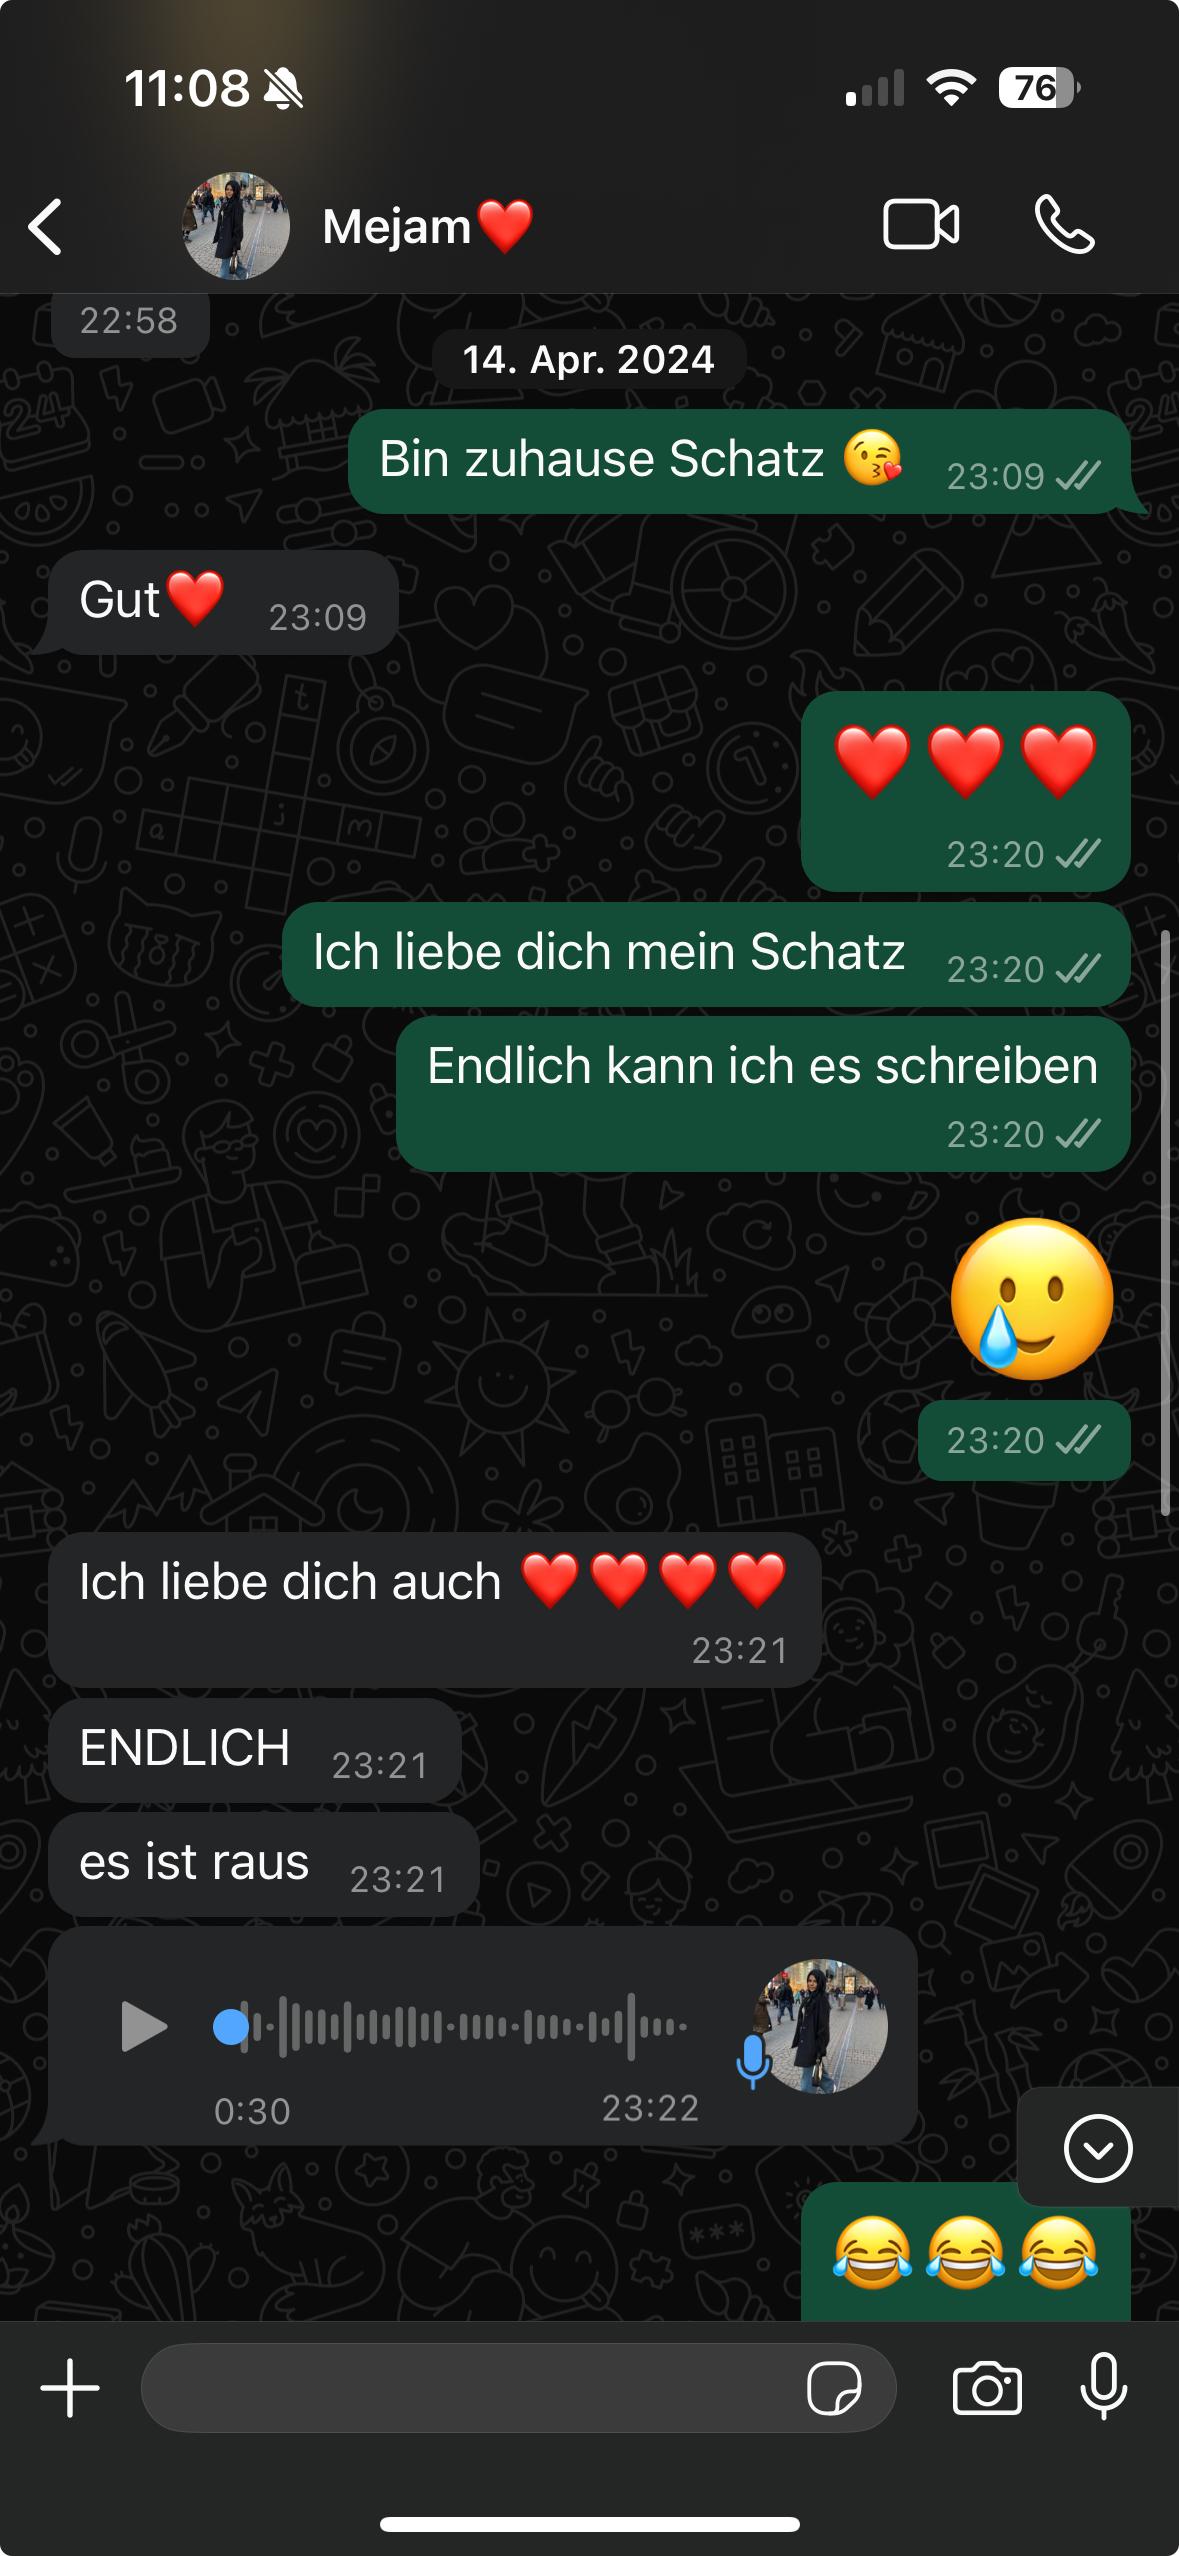 11:08
76
Mejam❤️
22:58
14. Apr. 2024
Bin zuhause Schatz 😘 23:09
Gut❤️ 23:09
❤️❤️❤️
23:20
Ich liebe dich mein Schatz 23:20
Endlich kann ich es schreiben
23:20
🥲
23:20
Ich liebe dich auch ❤️❤️❤️❤️
23:21
ENDLICH 23:21
es ist raus 23:21
0:30 23:22
😂😂😂